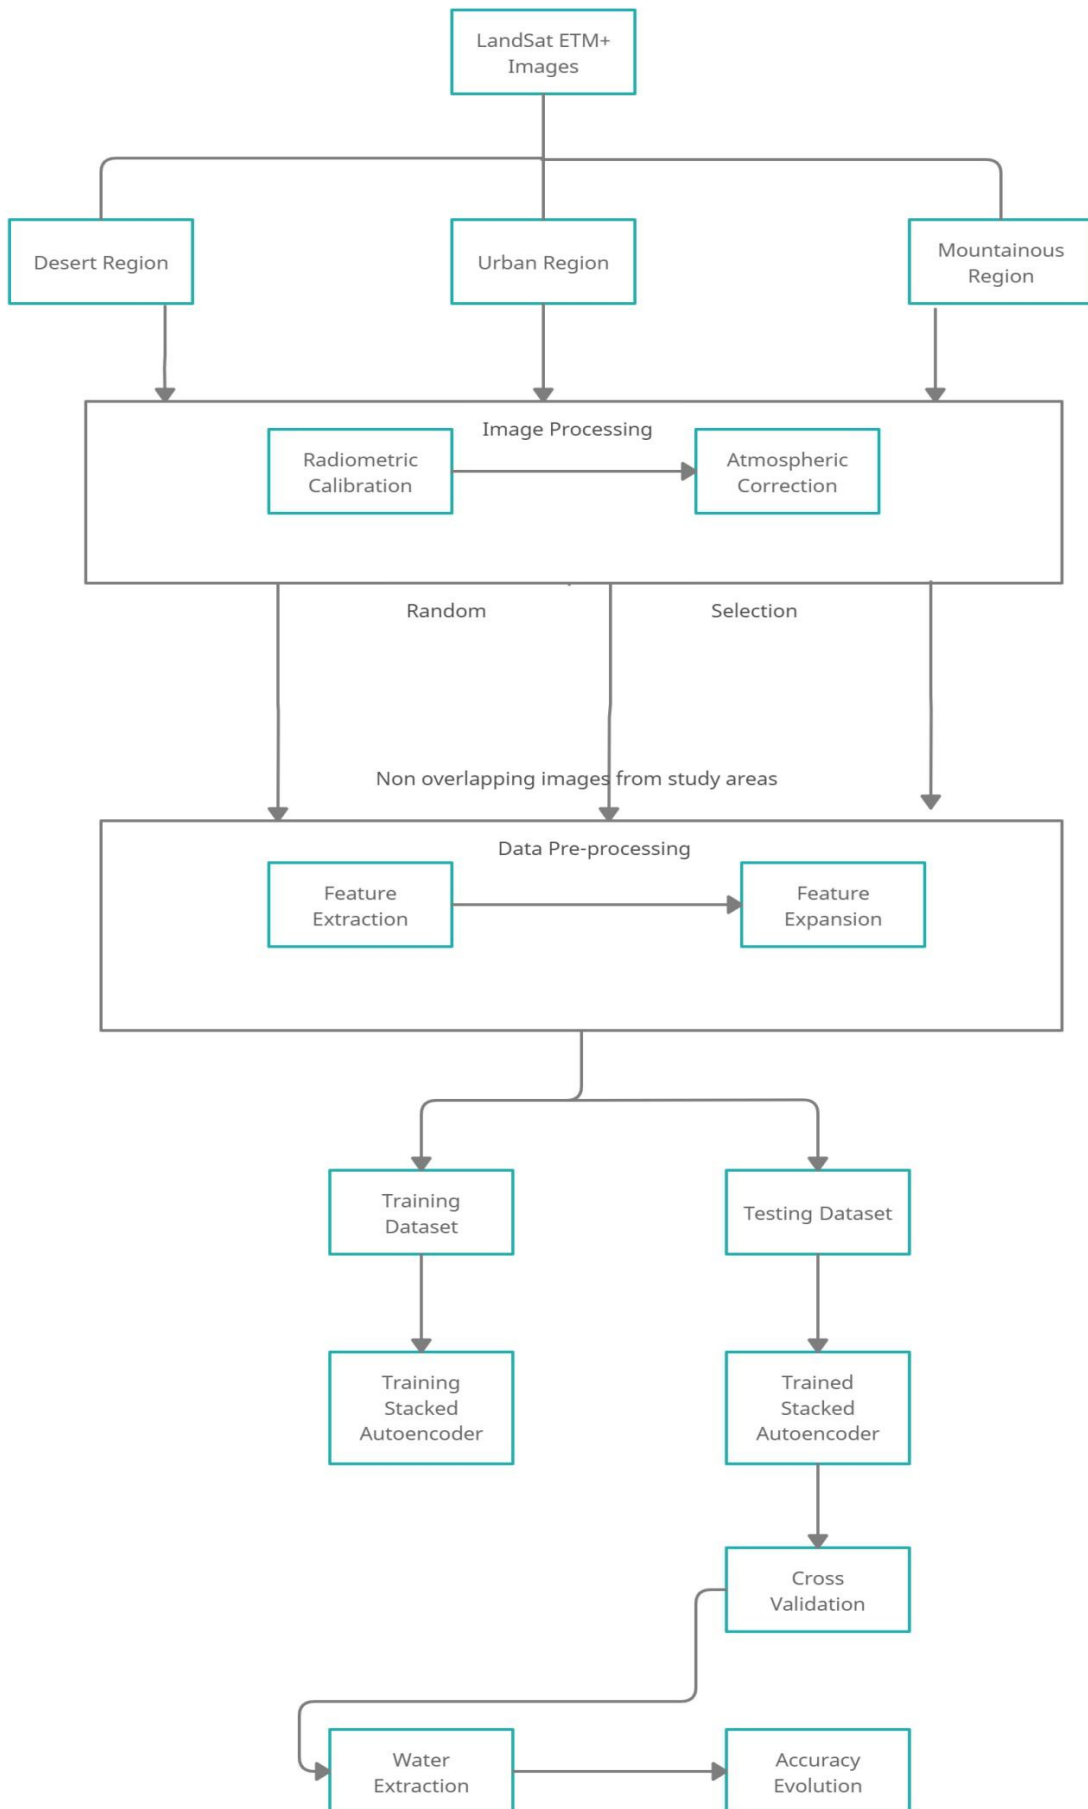 LandSat ETM+
Images
Desert Region
Urban Region
Mountainous
Region
Image Processing
Radiometric
Calibration
Atmospheric
Correction
Random
Selection
Non overlapping images from study areas
Data Pre-processing
Feature
Extraction
Feature
Expansion
Training
Dataset
Testing Dataset
Training
Stacked
Autoencoder
Trained
Stacked
Autoencoder
Cross
Validation
Water
Extraction
Accuracy
Evolution